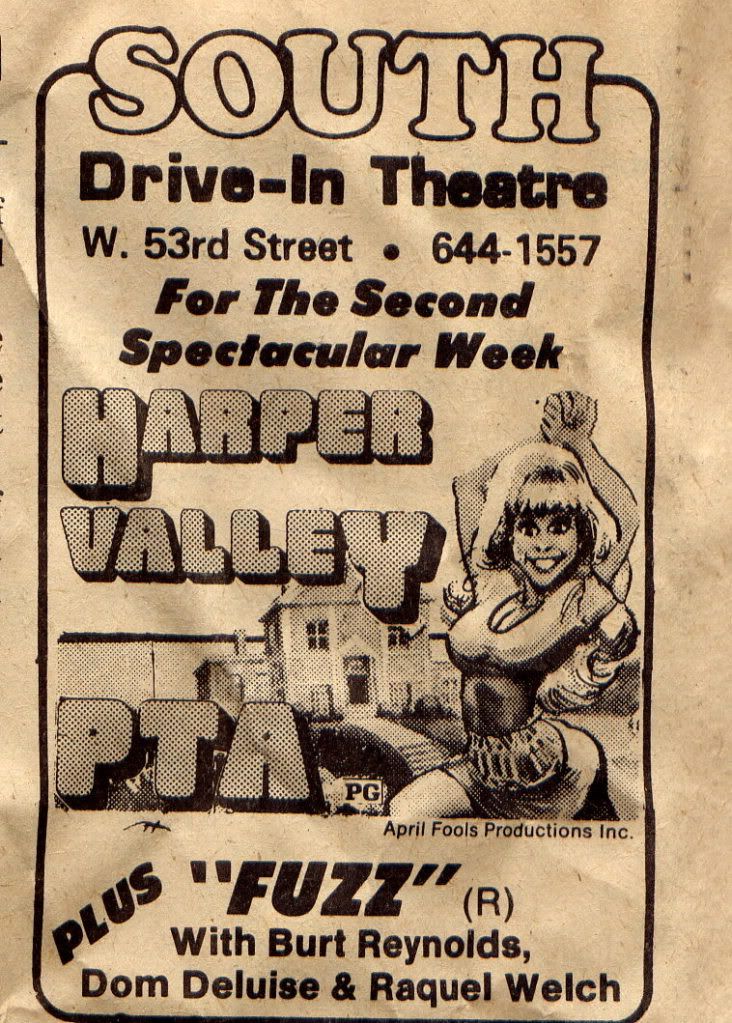 SOUTH
Drive-In Theatre
W. 53rd Street • 644-1557
For The Second
Spectacular Week
HARPER
VALLEY
PTA
PG
April Fools Productions Inc.
PLUS "FUZZ" (R)
With Burt Reynolds,
Dom Deluise & Raquel Welch